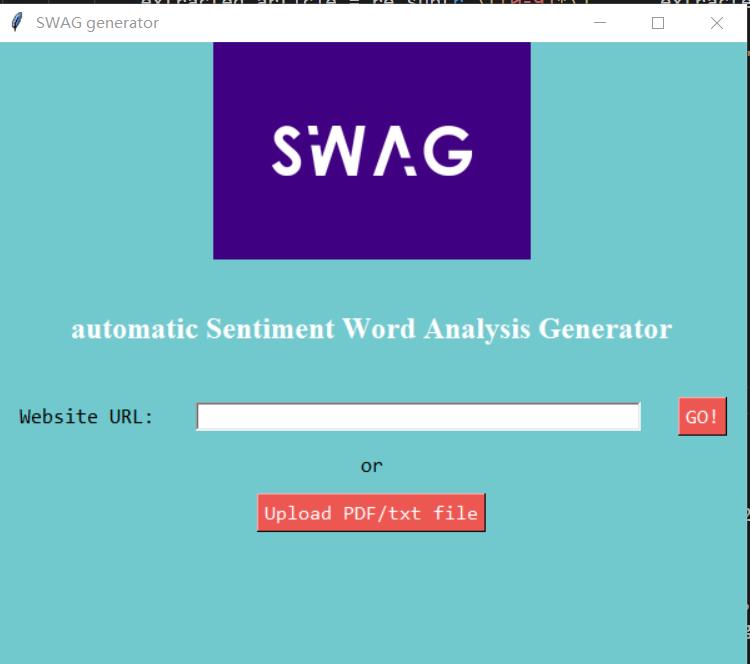 SWAG generator
SWAG
automatic Sentiment Word Analysis Generator
Website URL:
GO!
or
Upload PDF/txt file